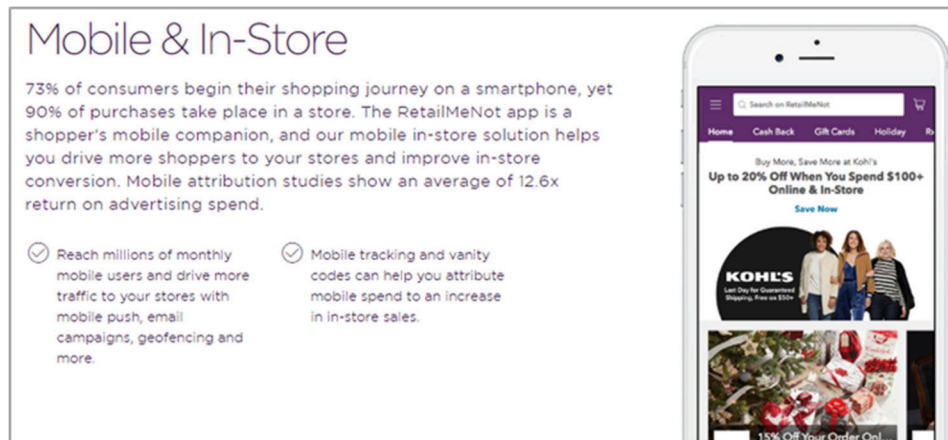 Mobile & In-Store
73% of consumers begin their shopping journey on a smartphone, yet
90% of purchases take place in a store. The RetailMeNot app is a
shopper's mobile companion, and our mobile in-store solution helps
you drive more shoppers to your stores and improve in-store
conversion. Mobile attribution studies show an average of 12.6x
return on advertising spend.
Reach millions of monthly
mobile users and drive more
traffic to your stores with
mobile push, email
campaigns, geofencing and
more.
Mobile tracking and vanity
codes can help you attribute
mobile spend to an increase
in in-store sales.
Search on RetailMeNot
Home Cash Back Gift Cards Holiday
Buy More, Save More at Kohl's
Up to 20% Off When You Spend $100+
Online & In-Store
Save Now
KOHL'S
Last Day for Guaranteed
Shipping, Free on $50+
15% Off Your Order Onl...